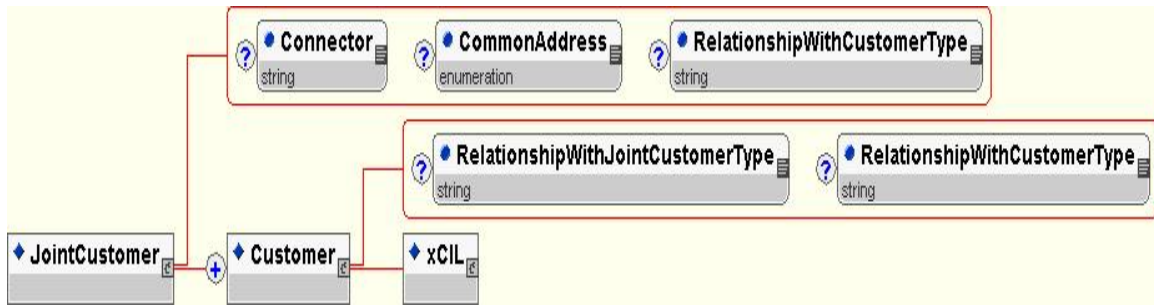 Connector CommonAddress RelationshipWithCustomerType
string enumeration string
RelationshipWithJointCustomerType RelationshipWithCustomerType
string string
JointCustomer Customer xCIL